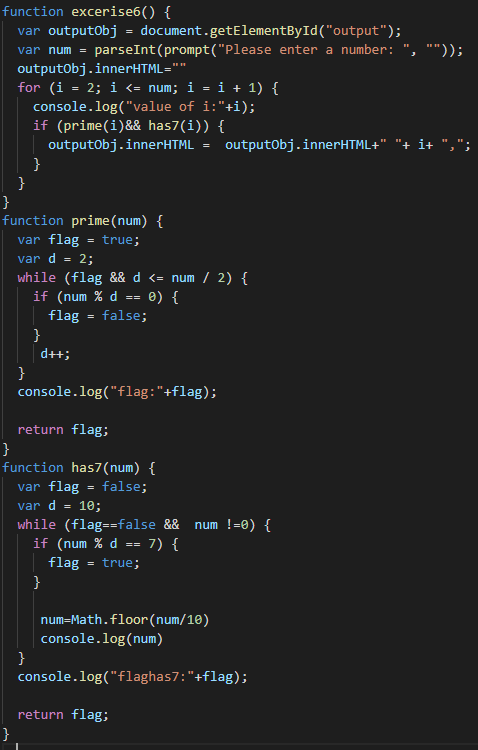 function excerise6() {
  var outputObj = document.getElementById("output");
  var num = parseInt(prompt("Please enter a number: ", ""));
  outputObj.innerHTML=""
  for (i = 2; i <= num; i = i + 1) {
    console.log("value of i:"+i);
    if (prime(i)&& has7(i)) {
      outputObj.innerHTML =  outputObj.innerHTML+" "+ i+ ",";
    }
  }
}
function prime(num) {
  var flag = true;
  var d = 2;
  while (flag && d <= num / 2) {
    if (num % d == 0) {
      flag = false;
    }
     d++;
  }
  console.log("flag:"+flag);

  return flag;
}
function has7(num) {
  var flag = false;
  var d = 10;
  while (flag==false &&  num !=0) {
    if (num % d == 7) {
      flag = true;
    }

     num=Math.floor(num/10)
     console.log(num)
  }
  console.log("flaghas7:"+flag);

  return flag;
}